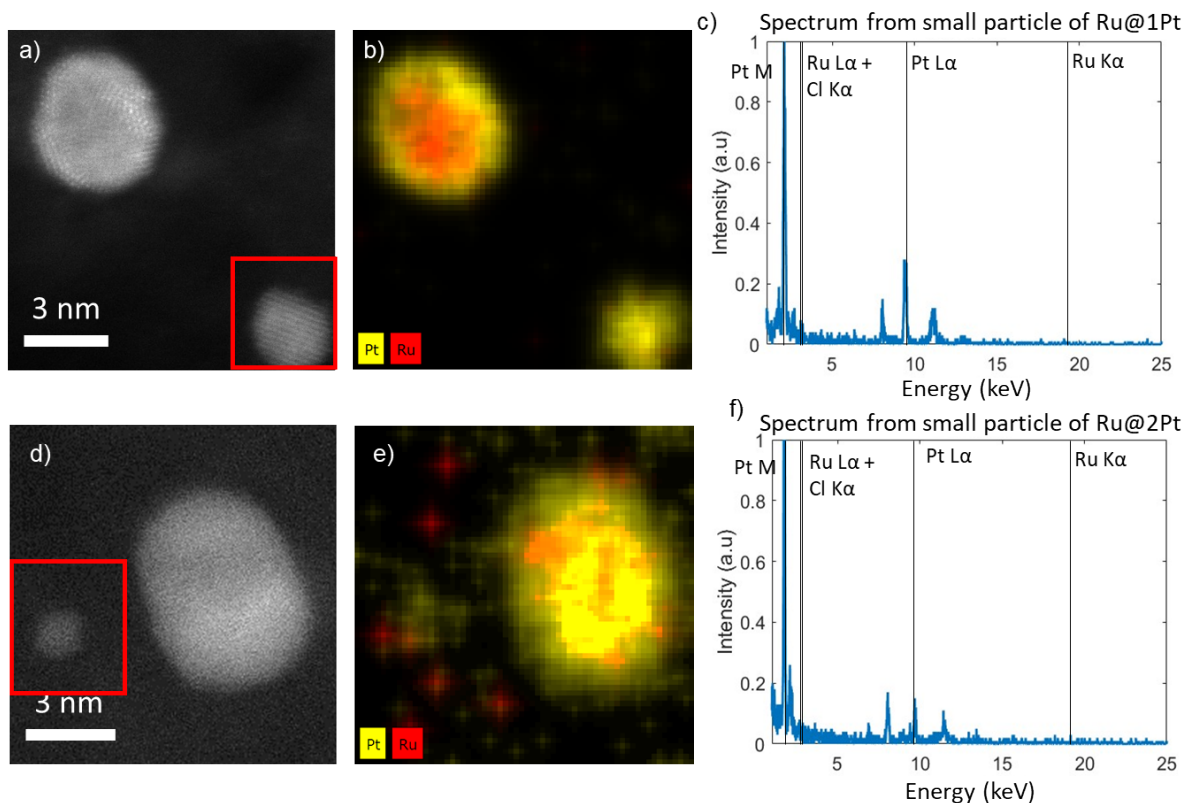 a)
3 nm
b)
Pt Ru
c) Spectrum from small particle of Ru@1Pt
Pt M
Ru Lα +
Cl Kα
Pt Lα
Ru Kα
1
0.8
0.6
0.4
0.2
0
Intensity (a.u)
5 10 15 20 25
Energy (keV)
d)
3 nm
e)
Pt Ru
f) Spectrum from small particle of Ru@2Pt
Pt M
Ru Lα +
Cl Kα
Pt Lα
Ru Kα
1
0.8
0.6
0.4
0.2
0
Intensity (a.u)
5 10 15 20 25
Energy (keV)